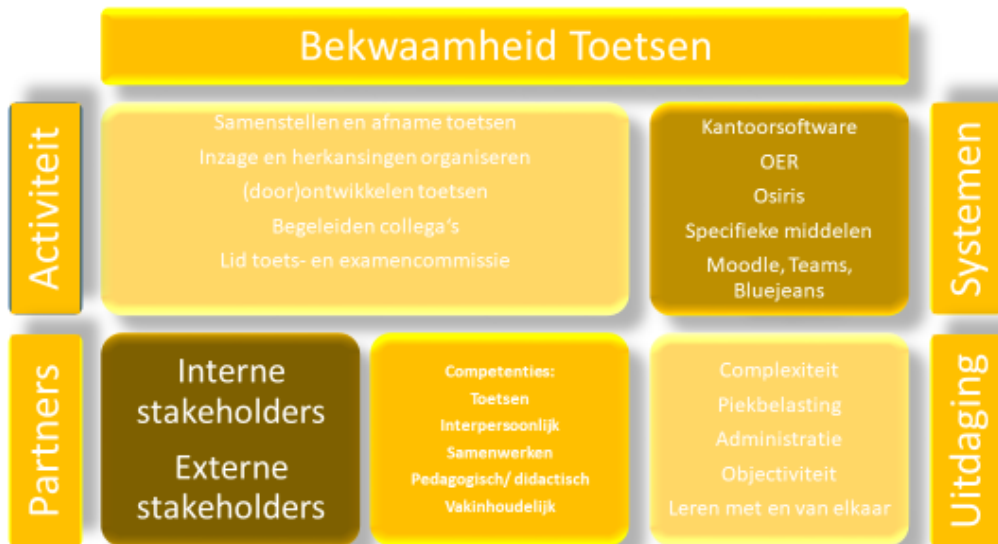 Bekwaamheid Toetsen
Activiteit
Samenstellen en afname toetsen
Inzage en herkansingen organiseren
(door)ontwikkelen toetsen
Begeleiden collega's
Lid toets- en examencommissie
Kantoorsoftware
OER
Osiris
Specifieke middelen
Moodle, Teams,
Bluejeans
Systemen
Partners
Interne
stakeholders
Externe
stakeholders
Competenties:
Toetsen
Interpersoonlijk
Samenwerken
Pedagogisch/ didactisch
Vakinhoudelijk
Complexiteit
Piekbelasting
Administratie
Objectiviteit
Leren met en van elkaar
Uitdaging